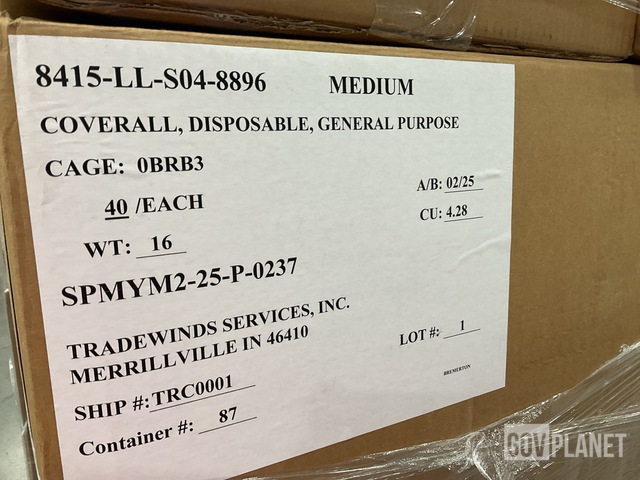 8415-LL-S04-8896 MEDIUM
COVERALL, DISPOSABLE, GENERAL PURPOSE
CAGE: 0BRB3
A/B: 02/25
40 /EACH
CU: 4.28
WT: 16
SPMYM2-25-P-0237
TRADEWINDS SERVICES, INC.
MERRILLVILLE IN 46410
LOT #: 1
SHIP #: TRC0001
BREMERTON
Container #: 87
GOVPLANET